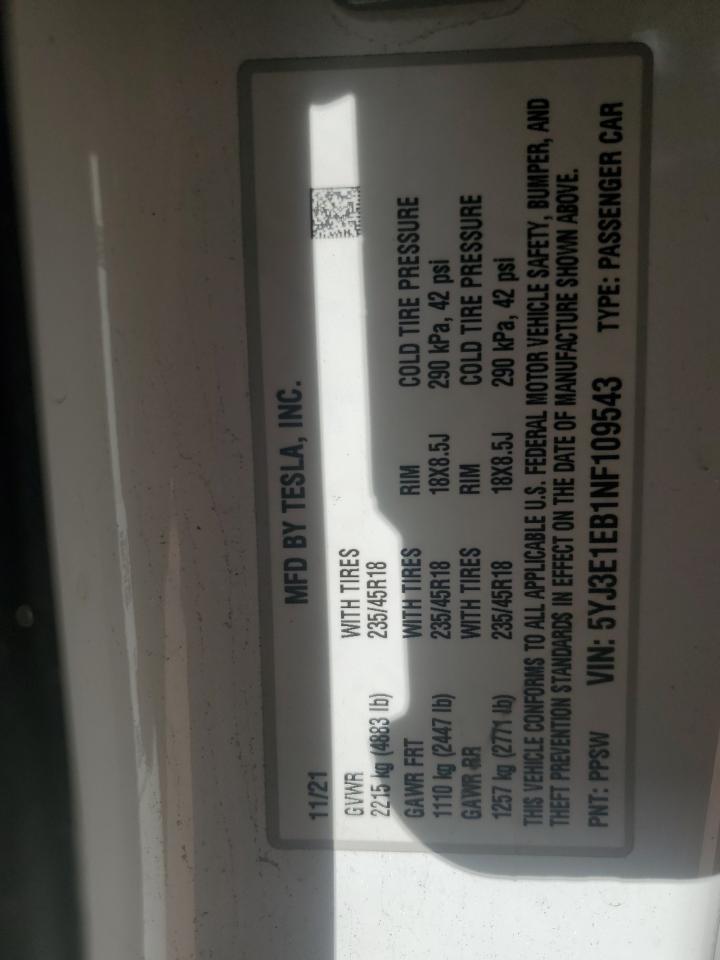 MFD BY TESLA, INC.
11/21
GVWR WITH TIRES
2215 kg (4883 lb) 235/45R18
GAWR FRT WITH TIRES RIM COLD TIRE PRESSURE
1110 kg (2447 lb) 235/45R18 18X8.5J 290 kPa, 42 psi
GAWR RR WITH TIRES RIM COLD TIRE PRESSURE
1257 kg (2771 lb) 235/45R18 18X8.5J 290 kPa, 42 psi
THIS VEHICLE CONFORMS TO ALL APPLICABLE U.S. FEDERAL MOTOR VEHICLE SAFETY, BUMPER, AND
THEFT PREVENTION STANDARDS IN EFFECT ON THE DATE OF MANUFACTURE SHOWN ABOVE.
PNT: PPSW VIN: 5YJ3E1EB1NF109543 TYPE: PASSENGER CAR